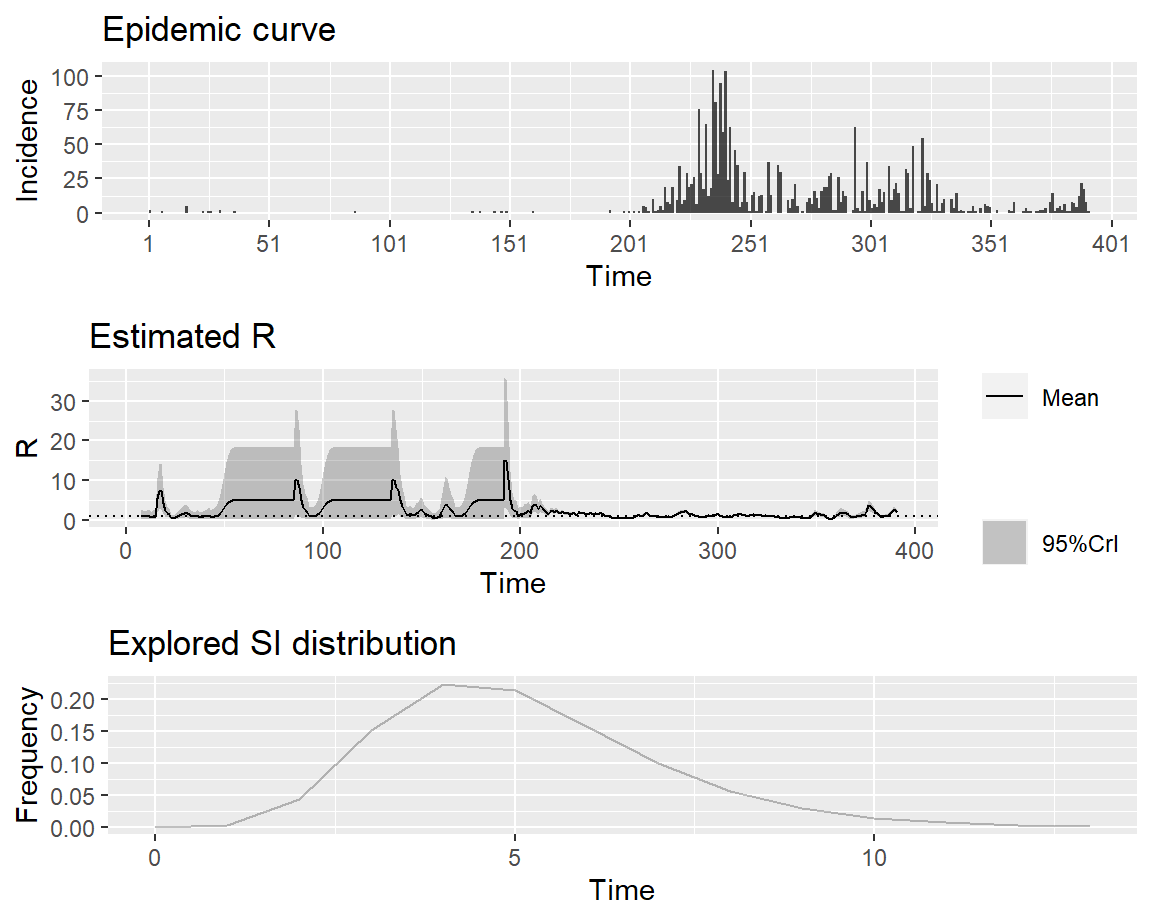 Epidemic curve
Incidence
100
75
50
25
0
1 51 101 151 201 251 301 351 401
Time
Estimated R
R
30
20
10
0
0 100 200 300 400
Time
Mean
95%CrI
Explored SI distribution
Frequency
0.20
0.15
0.10
0.05
0.00
0 5 10
Time